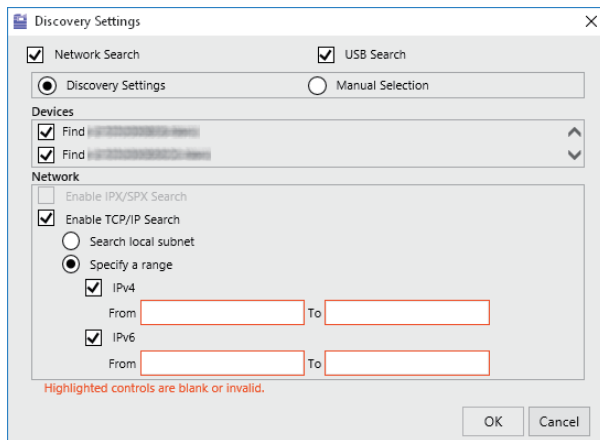 Discovery Settings
Network Search USB Search
Discovery Settings Manual Selection
Devices
Find
Find
Network
Enable IPX/SPX Search
Enable TCP/IP Search
Search local subnet
Specify a range
IPv4
From To
IPv6
From To
Highlighted controls are blank or invalid.
OK Cancel